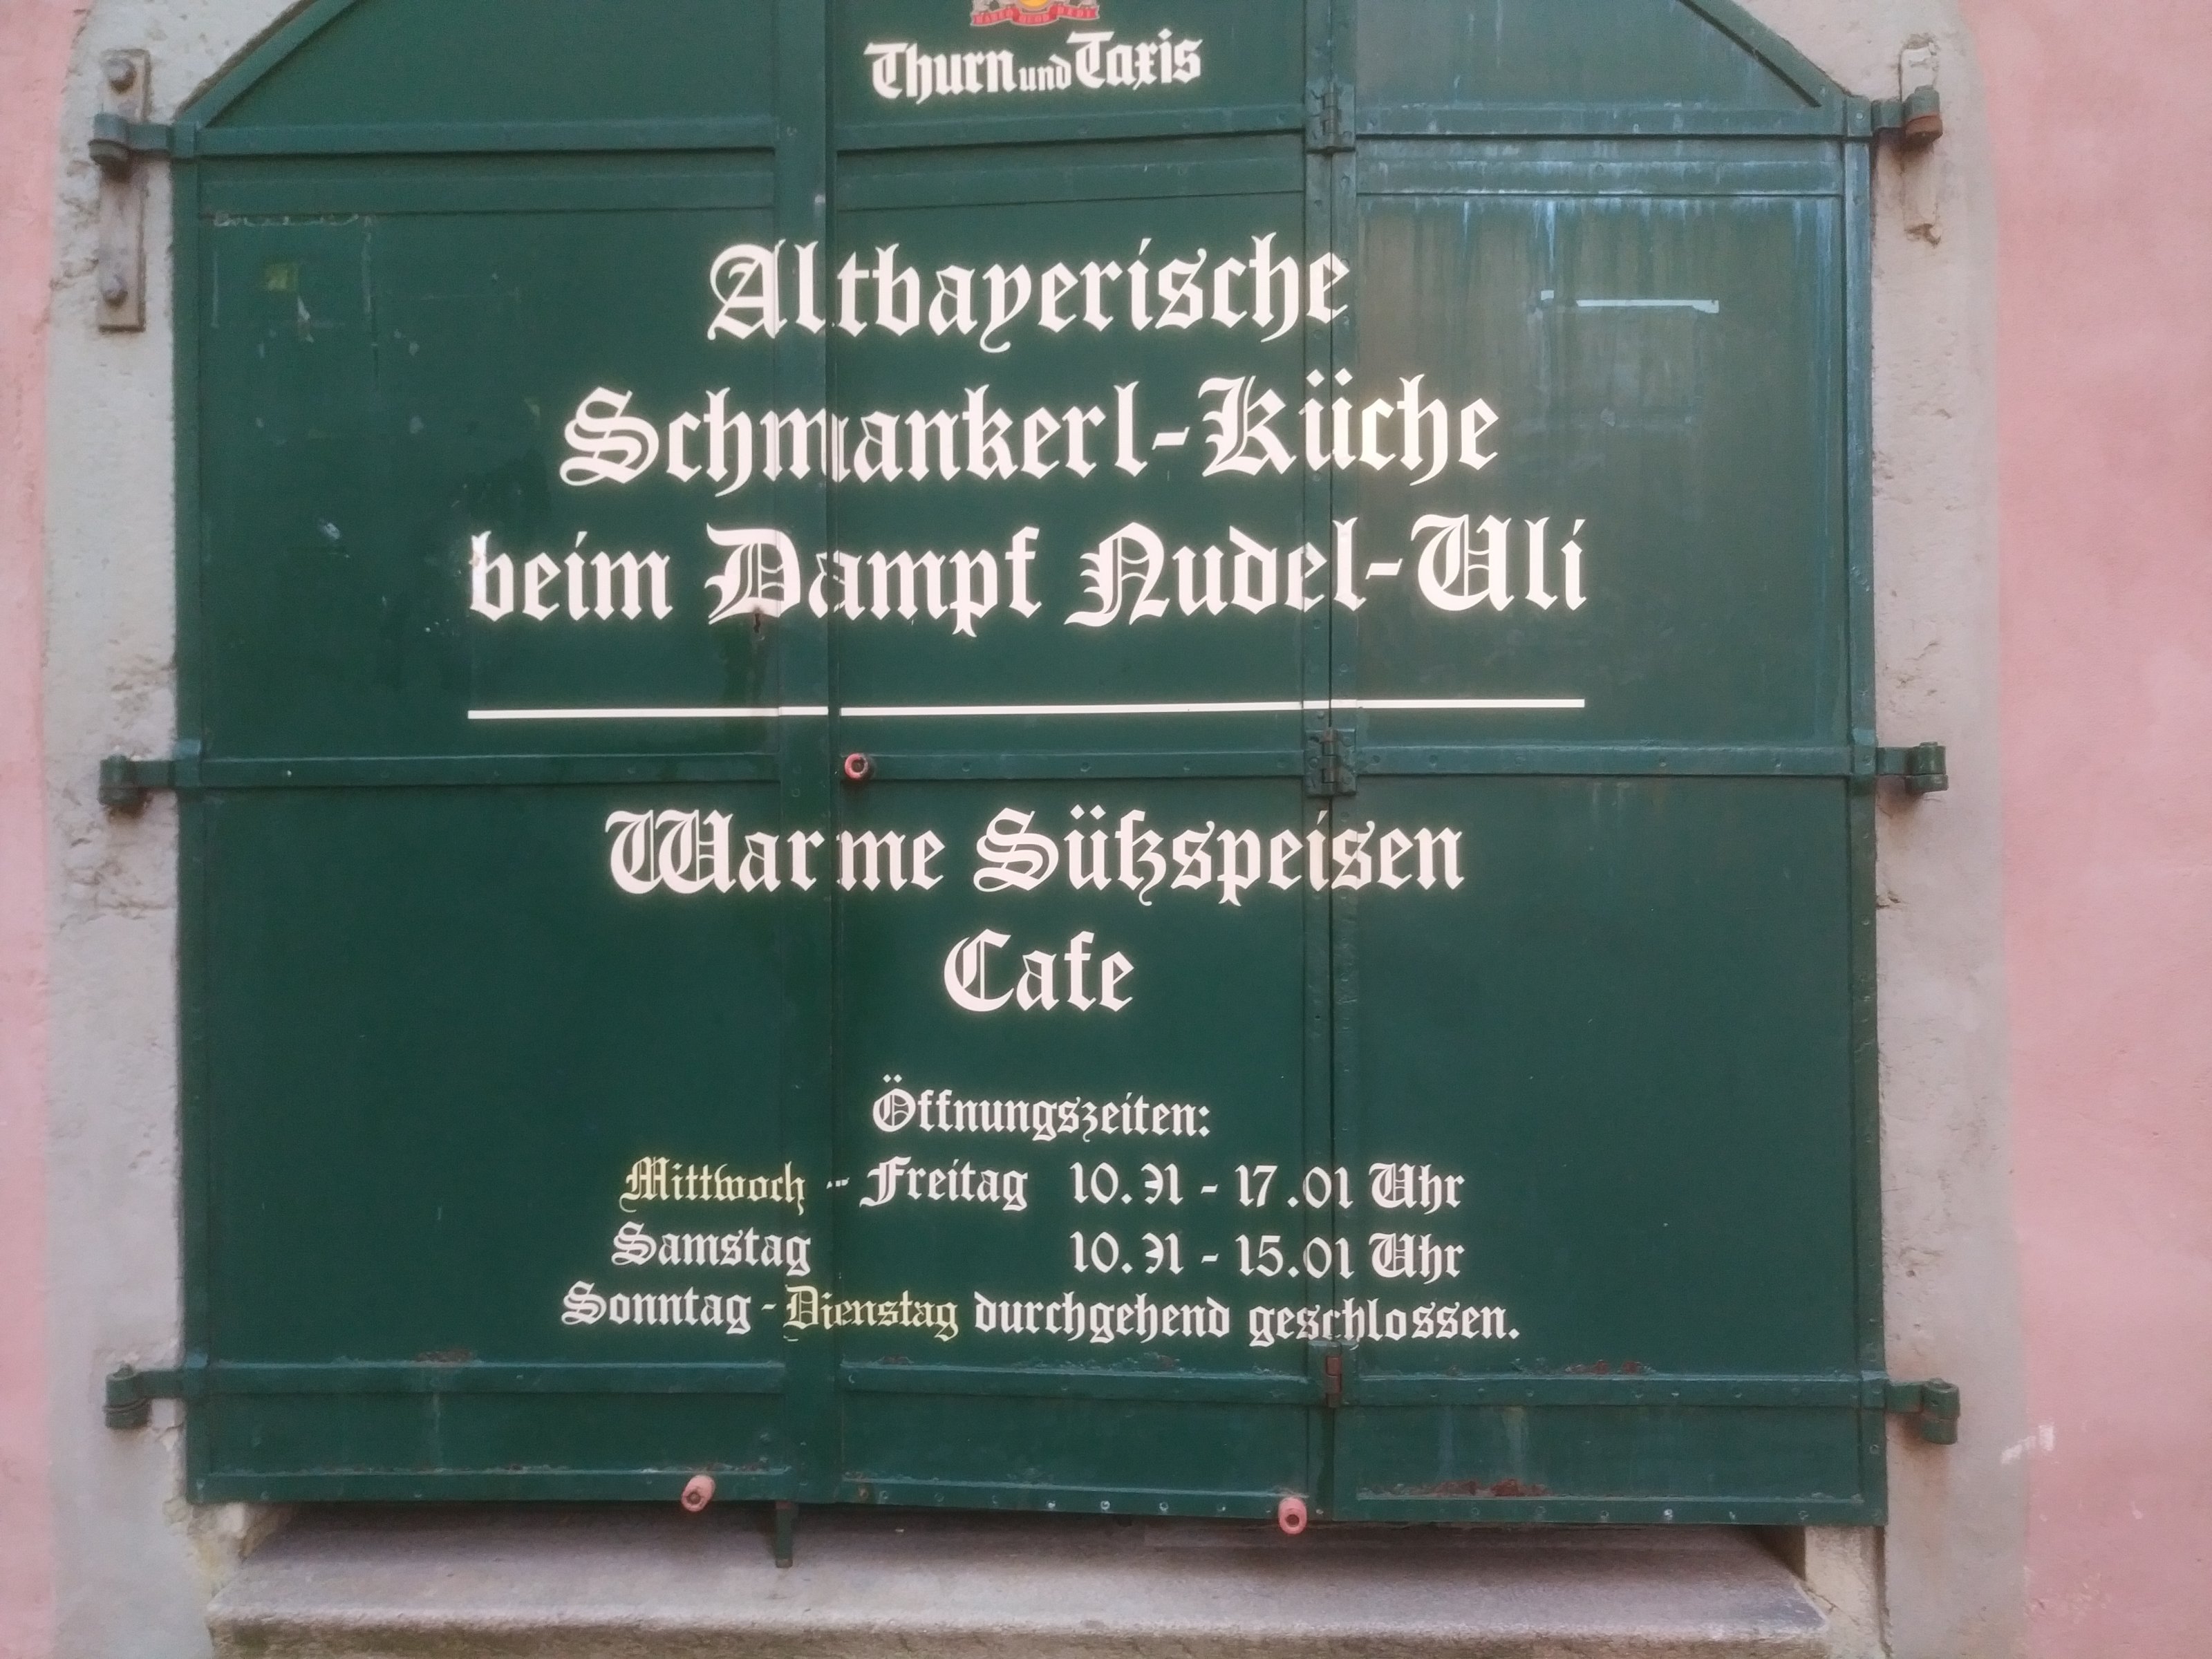 Thurn und Taxis
Altbayerische
Schmankerl-Küche
beim Dampf Nudel-Uli
Warme Süßspeisen
Cafe
Öffnungszeiten:
Mittwoch - Freitag 10.31 - 17.01 Uhr
Samstag 10.31 - 15.01 Uhr
Sonntag - Dienstag durchgehend geschlossen.